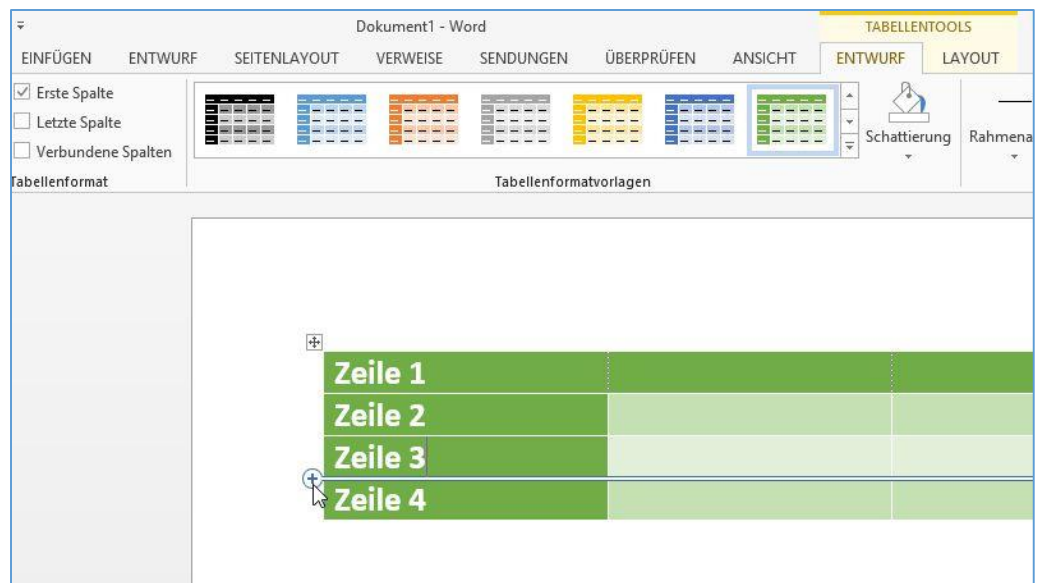 Dokument1 - Word
TABELLENTOOLS
EINFÜGEN ENTWURF SEITENLAYOUT VERWEISE SENDUNGEN ÜBERPRÜFEN ANSICHT ENTWURF LAYOUT
Erste Spalte
Letzte Spalte
Verbundene Spalten
Schattierung
Rahmena
Tabellenformat
Tabellenformatvorlagen
Zeile 1
Zeile 2
Zeile 3
Zeile 4